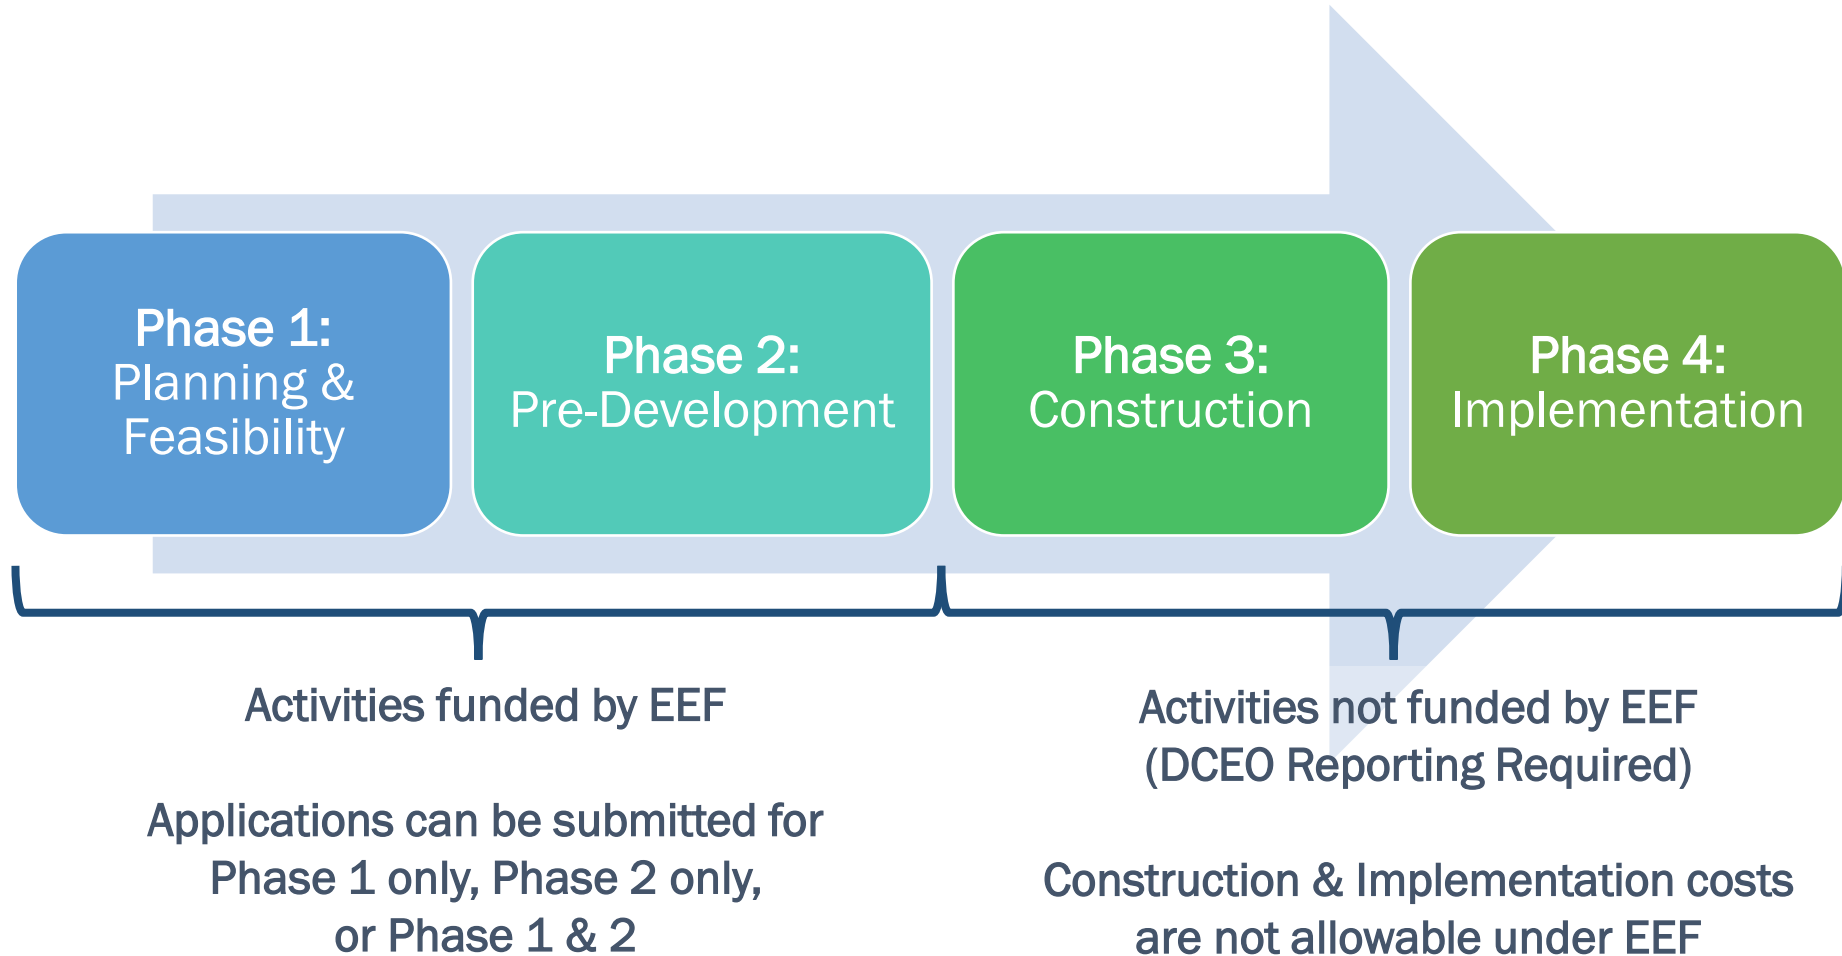 Phase 1:
Planning &
Feasibility
Phase 2:
Pre-Development
Phase 3:
Construction
Phase 4:
Implementation
Activities funded by EEF
Applications can be submitted for
Phase 1 only, Phase 2 only,
or Phase 1 & 2
Activities not funded by EEF
(DCEO Reporting Required)
Construction & Implementation costs
are not allowable under EEF